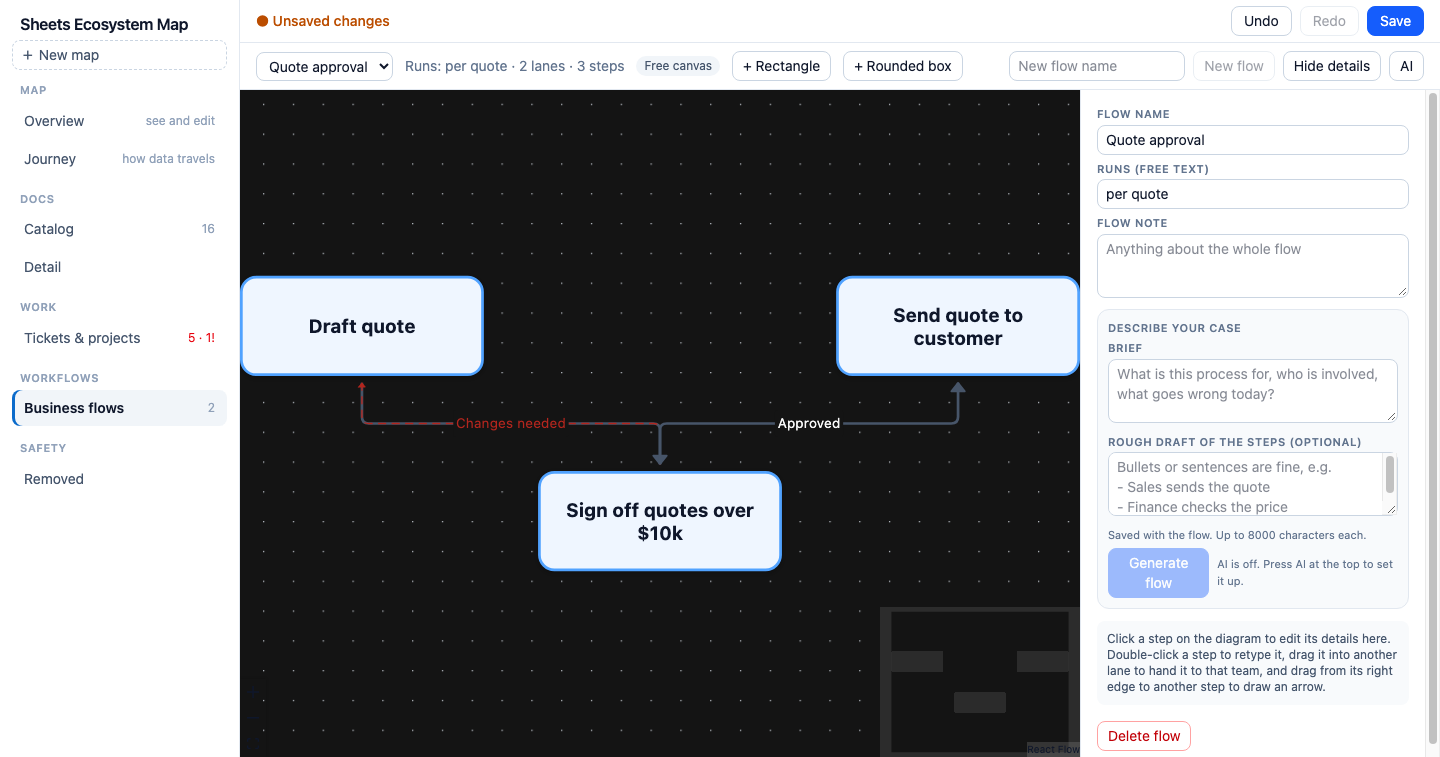 Sheets Ecosystem Map
+ New map
MAP
Overview see and edit
Journey how data travels
DOCS
Catalog 16
Detail
WORK
Tickets & projects 5 · 1!
WORKFLOWS
Business flows 2
SAFETY
Removed
Unsaved changes
Undo Redo Save
Quote approval Runs: per quote · 2 lanes · 3 steps Free canvas + Rectangle + Rounded box New flow name New flow Hide details AI
Draft quote
Send quote to
customer
Changes needed
Approved
Sign off quotes over
$10k
React Flow
FLOW NAME
Quote approval
RUNS (FREE TEXT)
per quote
FLOW NOTE
Anything about the whole flow
DESCRIBE YOUR CASE
BRIEF
What is this process for, who is involved,
what goes wrong today?
ROUGH DRAFT OF THE STEPS (OPTIONAL)
Bullets or sentences are fine, e.g.
- Sales sends the quote
- Finance checks the price
Saved with the flow. Up to 8000 characters each.
Generate
flow
AI is off. Press AI at the top to set
it up.
Click a step on the diagram to edit its details here.
Double-click a step to retype it, drag it into another
lane to hand it to that team, and drag from its right
edge to another step to draw an arrow.
Delete flow